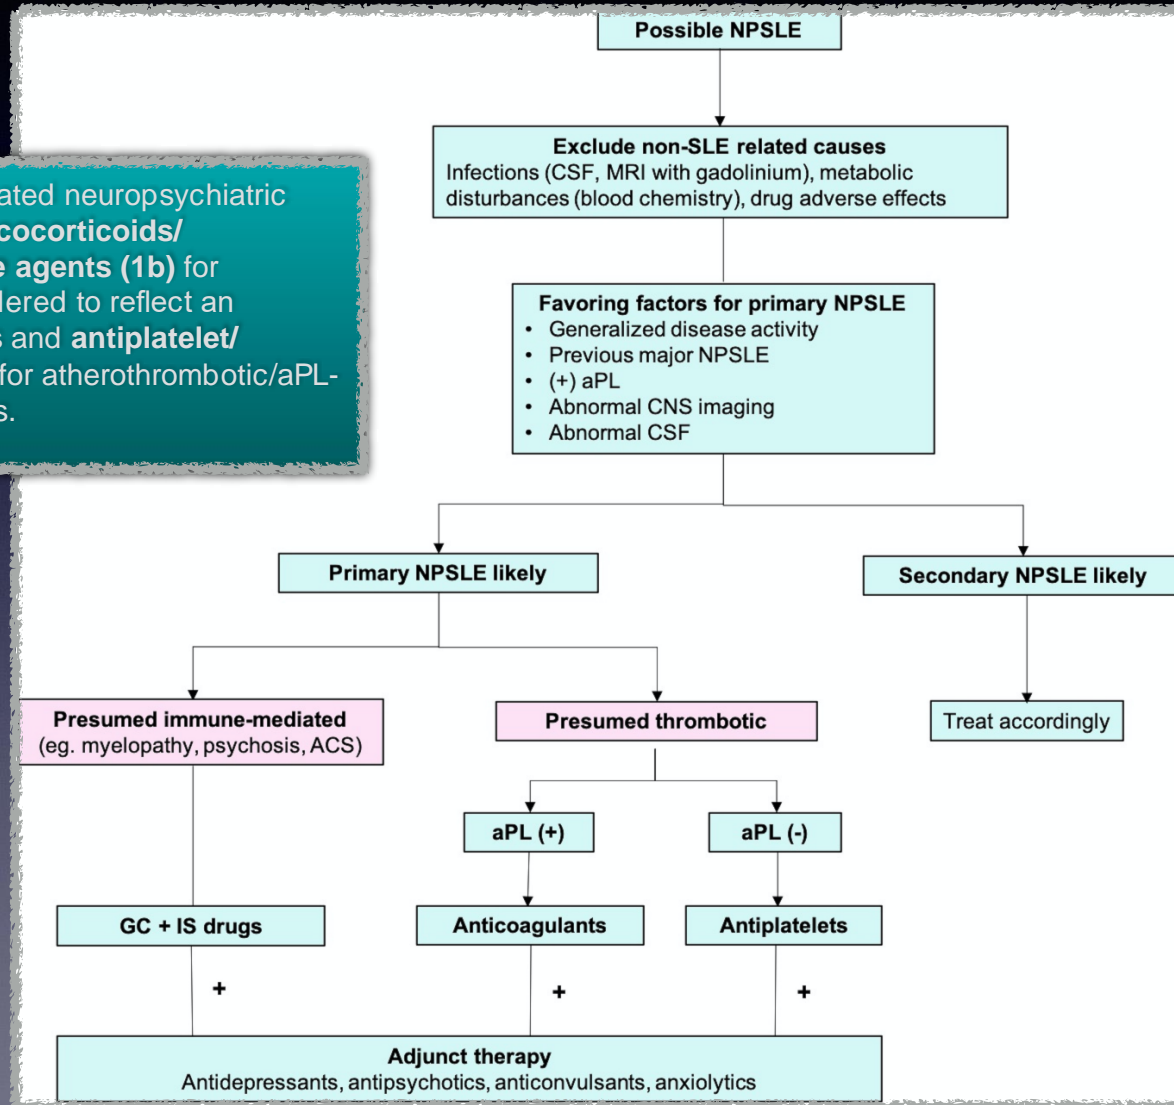 Possible NPSLE
Exclude non-SLE related causes
Infections (CSF, MRI with gadolinium), metabolic
disturbances (blood chemistry), drug adverse effects
ated neuropsychiatric
cocorticoids/
e agents (1b) for
ered to reflect an
s and antiplatelet/
for atherothrombotic/aPL-
s.
Favoring factors for primary NPSLE
• Generalized disease activity
• Previous major NPSLE
• (+) aPL
• Abnormal CNS imaging
• Abnormal CSF
Primary NPSLE likely
Secondary NPSLE likely
Presumed immune-mediated
(eg. myelopathy, psychosis, ACS)
Presumed thrombotic
Treat accordingly
aPL (+)
aPL (-)
GC + IS drugs
Anticoagulants
Antiplatelets
+
+
+
Adjunct therapy
Antidepressants, antipsychotics, anticonvulsants, anxiolytics